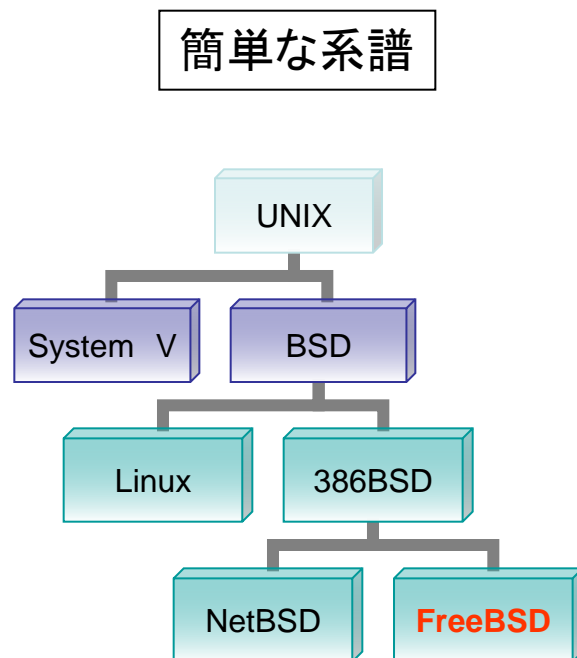 簡単な系譜
UNIX
System V
BSD
Linux
386BSD
NetBSD
FreeBSD